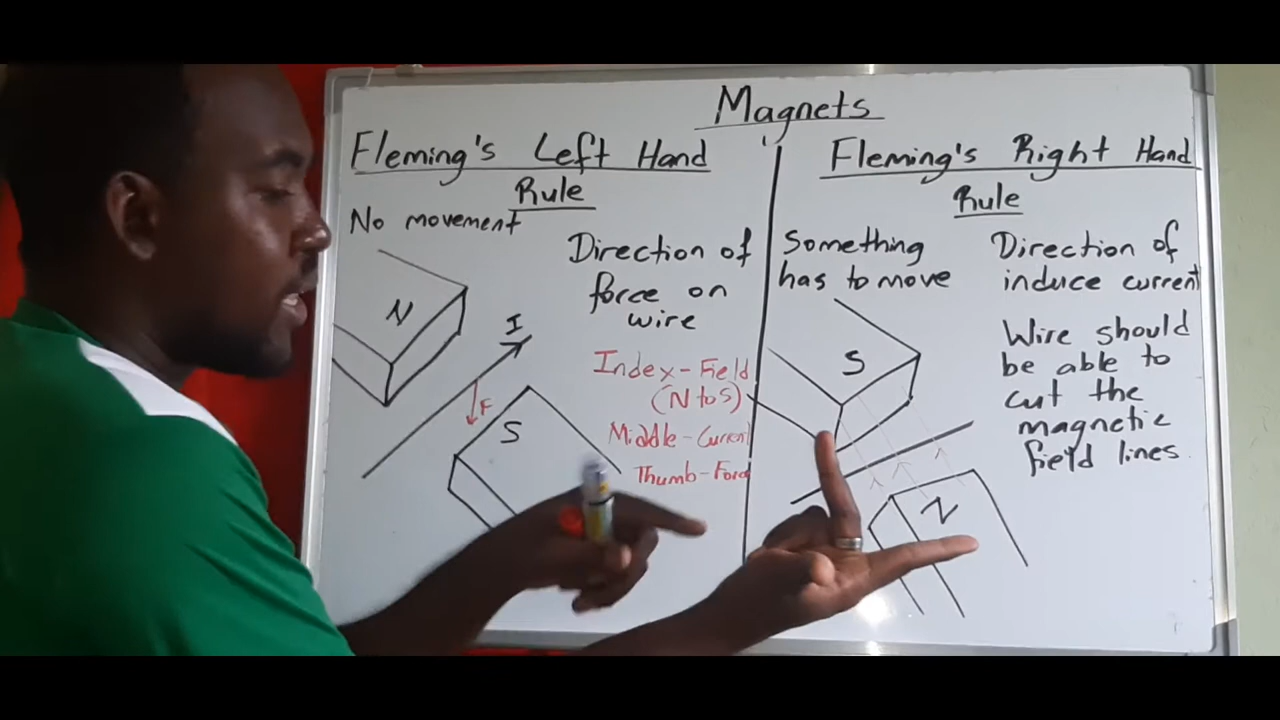 Magnets
Fleming's Left Hand
Rule
No movement
Direction of
force on
wire
N
I
F
S
Index-Field
(N to S)
Middle-Current
Thumb-Forc
Fleming's Right Hand
Rule
Something
has to move
Direction of
induce current
Wire should
be able to
cut the
magnetic
field lines
S
N